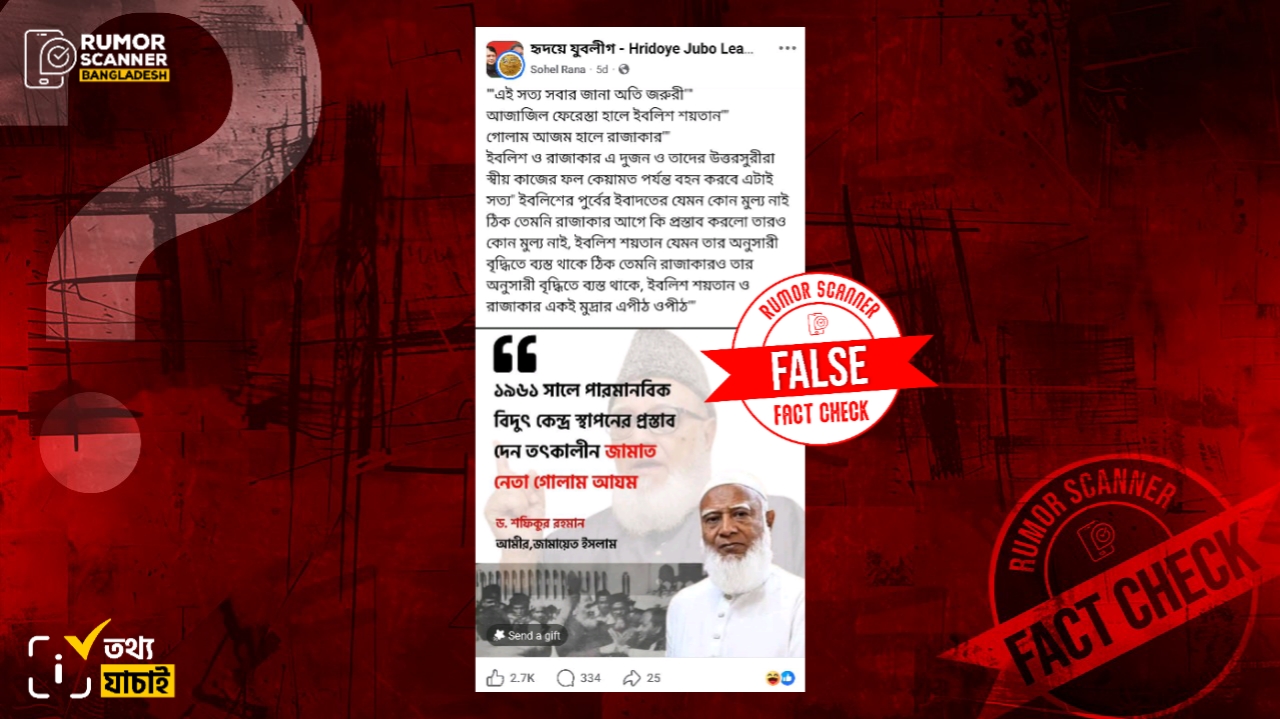 RUMOR
SCANNER
BANGLADESH
হৃদয়ে যুবলীগ - Hridoye Jubo Lea...
Sohel Rana · 5d ·
"''এই সত্য সবার জানা অতি জরুরী'"'
আজাজিল ফেরেস্তা হালে ইবলিশ শয়তান'"'
গোলাম আজম হালে রাজাকার'"'
ইবলিশ ও রাজাকার এ দুজন ও তাদের উত্তরসুরীরা
স্বীয় কাজের ফল কেয়ামত পর্যন্ত বহন করবে এটাই
সত্য" ইবলিশের পুর্বের ইবাদতের যেমন কোন মুল্য নাই
ঠিক তেমনি রাজাকার আগে কি প্রস্তাব করলো তারও
কোন মুল্য নাই, ইবলিশ শয়তান যেমন তার অনুসারী
বৃদ্ধিতে ব্যস্ত থাকে ঠিক তেমনি রাজাকারও তার
অনুসারী বৃদ্ধিতে ব্যস্ত থাকে, ইবলিশ শয়তান ও
রাজাকার একই মুদ্রার এপীঠ ওপীঠ'"'
১৯৬১ সালে পারমানবিক
বিদুৎ কেন্দ্র স্থাপনের প্রস্তাব
দেন তৎকালীন জামাত
নেতা গোলাম আযম
ড. শফিকুর রহমান
আমীর,জামায়েত ইসলাম
Send a gift
2.7K 334 25
RUMOR SCANNER
FALSE
FACT CHECK
RUMOR SCANNER
FACT CHECK
তথ্য
যাচাই